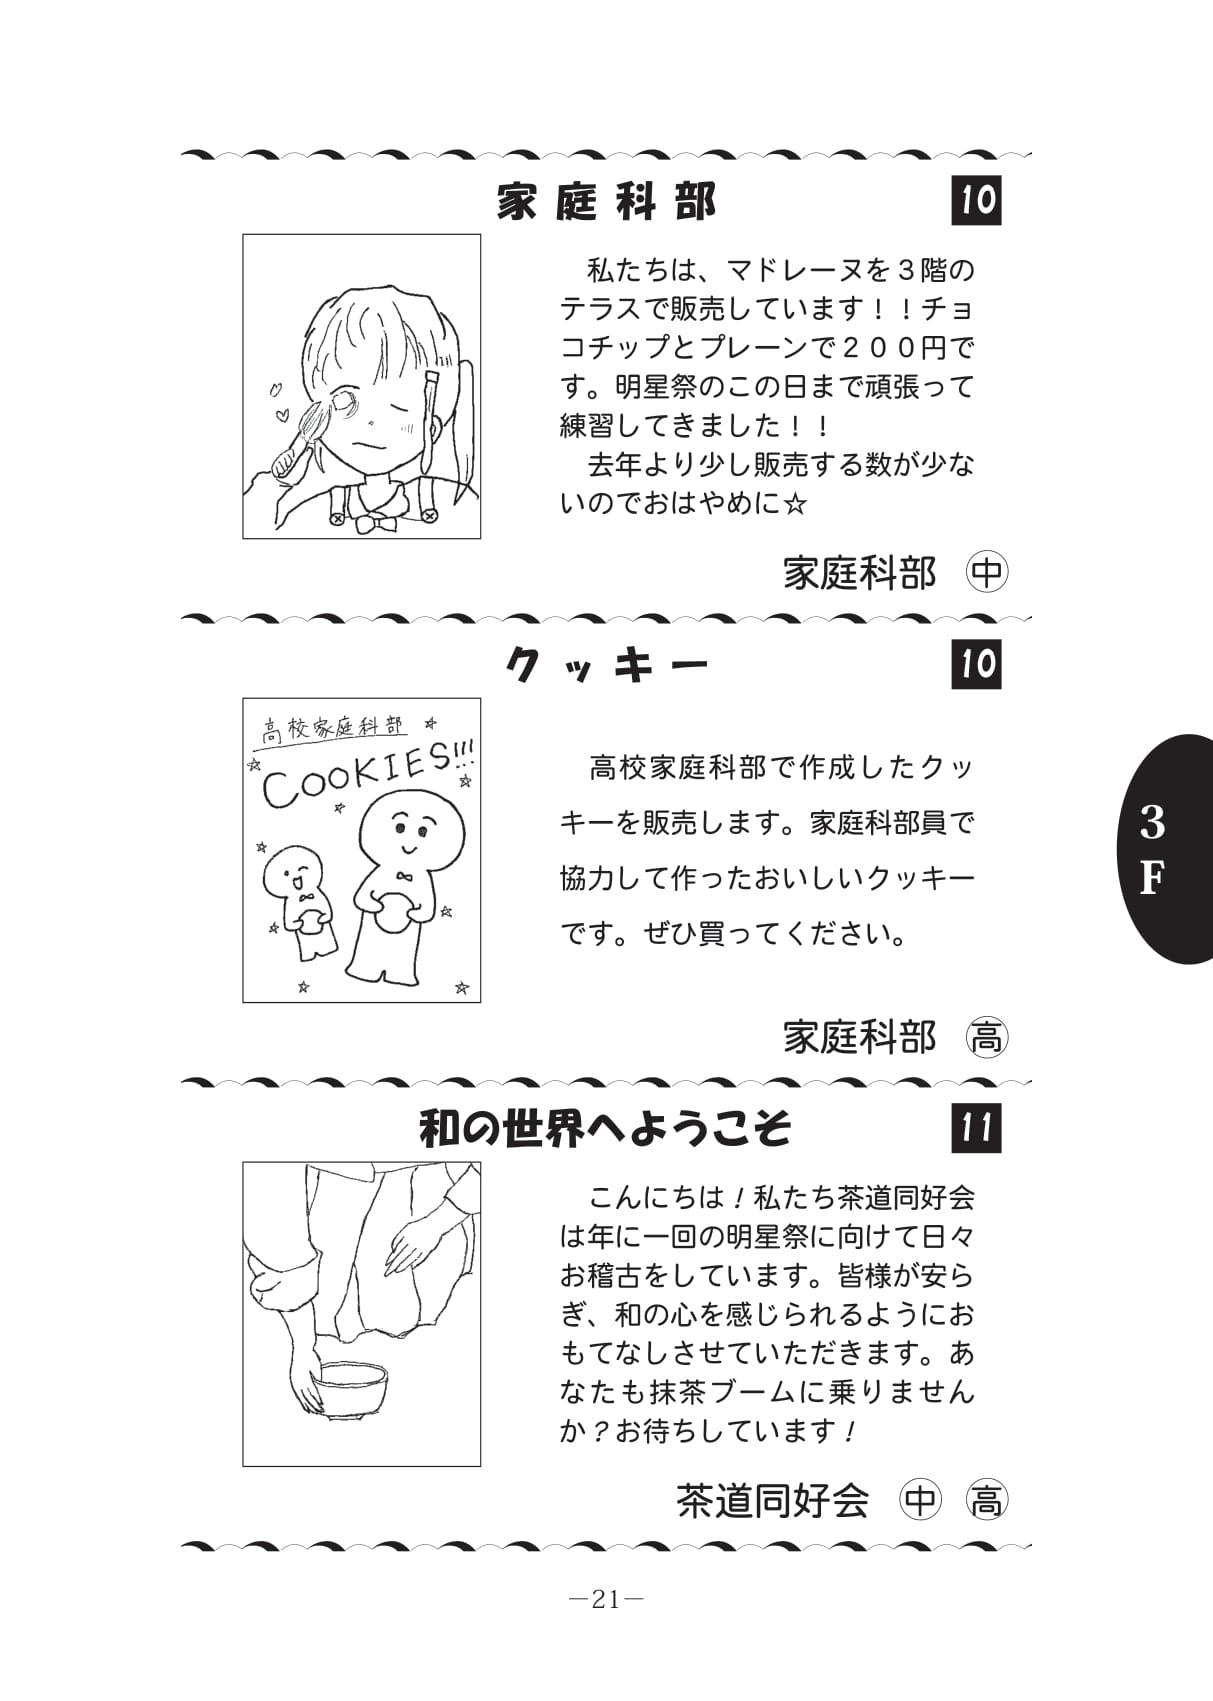 家庭科部
10
　私たちは、マドレーヌを３階の
テラスで販売しています！！チョ
コチップとプレーンで２００円で
す。明星祭のこの日まで頑張って
練習してきました！！
　去年より少し販売する数が少な
いのでおはやめに☆
家庭科部　㊥
クッキー
10
高校家庭科部
COOKIES!!!
　高校家庭科部で作成したクッ
キーを販売します。家庭科部員で
協力して作ったおいしいクッキー
です。ぜひ買ってください。
家庭科部　高
3F
和の世界へようこそ
11
　こんにちは！私たち茶道同好会
は年に一回の明星祭に向けて日々
お稽古をしています。皆様が安ら
ぎ、和の心を感じられるようにお
もてなしさせていただきます。あ
なたも抹茶ブームに乗りません
か？お待ちしています！
茶道同好会　㊥　高
―21―